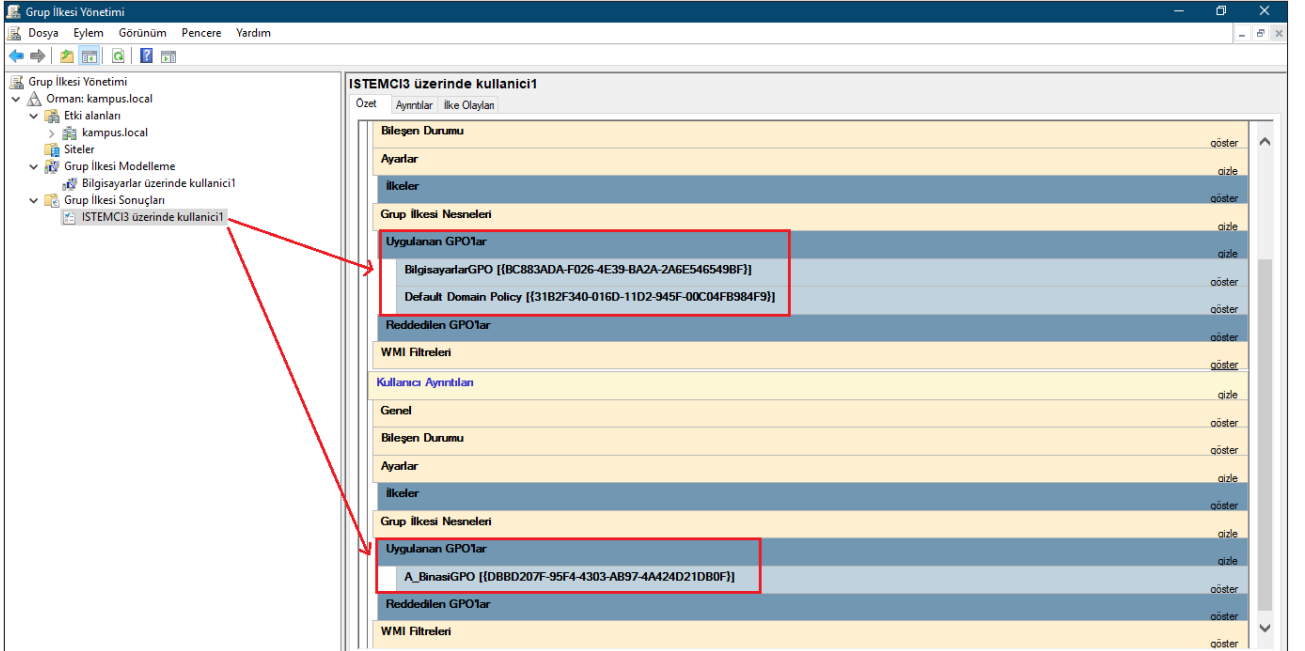 Grup İlkesi Yönetimi
Dosya Eylem Görünüm Pencere Yardım
Grup İlkesi Yönetimi
Orman: kampus.local
Etki alanları
kampus.local
Siteler
Grup İlkesi Modelleme
Bilgisayarlar üzerinde kullanici1
Grup İlkesi Sonuçları
ISTEMCI3 üzerinde kullanici1
ISTEMCI3 üzerinde kullanici1
Özet Ayrıntılar İlke Olayları
Bileşen Durumu
göster
Ayarlar
gizle
İlkeler
göster
Grup İlkesi Nesneleri
gizle
Uygulanan GPO'lar
gizle
BilgisayarlarGPO [{BC883ADA-F026-4E39-BA2A-2A6E546549BF}]
göster
Default Domain Policy [{31B2F340-016D-11D2-945F-00C04FB984F9}]
göster
Reddedilen GPO'lar
göster
WMI Filtreleri
göster
Kullanıcı Ayrıntıları
gizle
Genel
göster
Bileşen Durumu
göster
Ayarlar
gizle
İlkeler
göster
Grup İlkesi Nesneleri
gizle
Uygulanan GPO'lar
gizle
A_BinasiGPO [{DBBD207F-95F4-4303-AB97-4A424D21DB0F}]
göster
Reddedilen GPO'lar
göster
WMI Filtreleri
göster